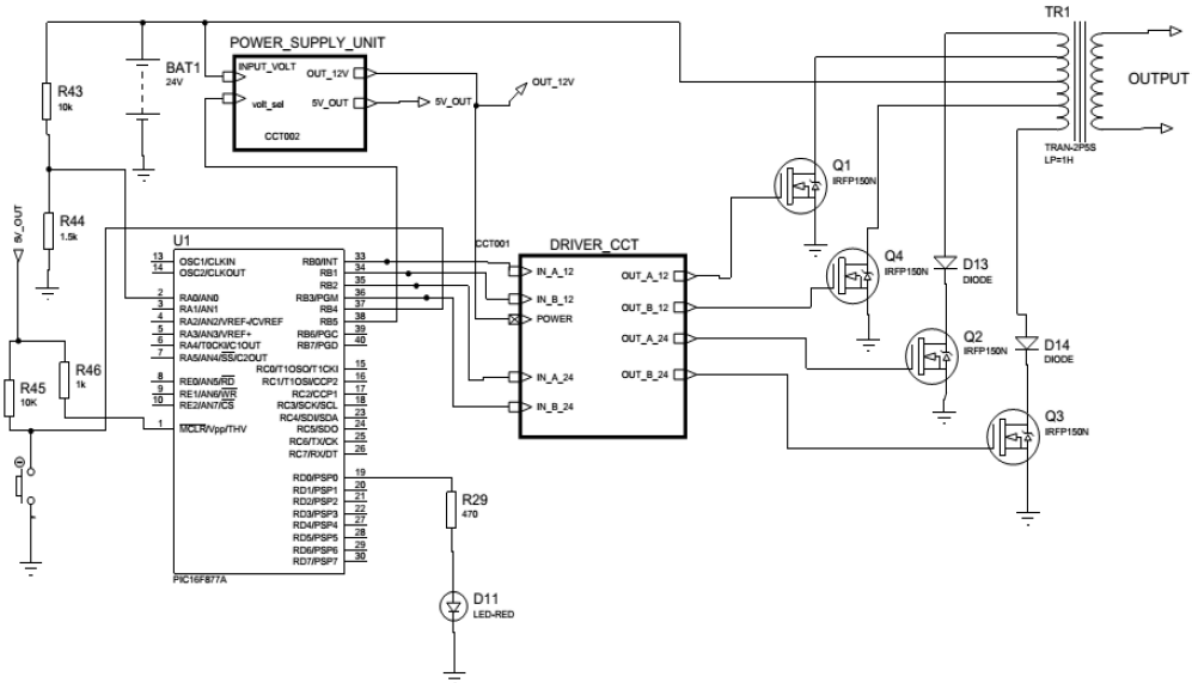 TR1
OUTPUT
TRAN-2P5S
LP=1H
R43
10k
BAT1
24V
POWER_SUPPLY_UNIT
INPUT_VOLT
OUT_12V
volt_sel
5V_OUT
CCT002
5V_OUT
OUT_12V
Q1
IRFP150N
R44
1.5k
5V_OUT
U1
CCT001
DRIVER_CCT
Q4
IRFP150N
D13
DIODE
13 OSC1/CLKIN
14 OSC2/CLKOUT
2 RA0/AN0
3 RA1/AN1
4 RA2/AN2/VREF-/CVREF
5 RA3/AN3/VREF+
6 RA4/T0CKI/C1OUT
7 RA5/AN4/SS/C2OUT
8 RE0/AN5/RD
9 RE1/AN6/WR
10 RE2/AN7/CS
1 MCLR/Vpp/THV
RB0/INT 33
RB1 34
RB2 35
RB3/PGM 36
RB4 37
RB5 38
RB6/PGC 39
RB7/PGD 40
RC0/T1OSO/T1CKI 15
RC1/T1OSI/CCP2 16
RC2/CCP1 17
RC3/SCK/SCL 18
RC4/SDI/SDA 23
RC5/SDO 24
RC6/TX/CK 25
RC7/RX/DT 26
RD0/PSP0 19
RD1/PSP1 20
RD2/PSP2 21
RD3/PSP3 22
RD4/PSP4 27
RD5/PSP5 28
RD6/PSP6 29
RD7/PSP7 30
PIC16F877A
IN_A_12
IN_B_12
POWER
IN_A_24
IN_B_24
OUT_A_12
OUT_B_12
OUT_A_24
OUT_B_24
Q2
IRFP150N
D14
DIODE
Q3
IRFP150N
R45
10K
R46
1k
R29
470
D11
LED-RED